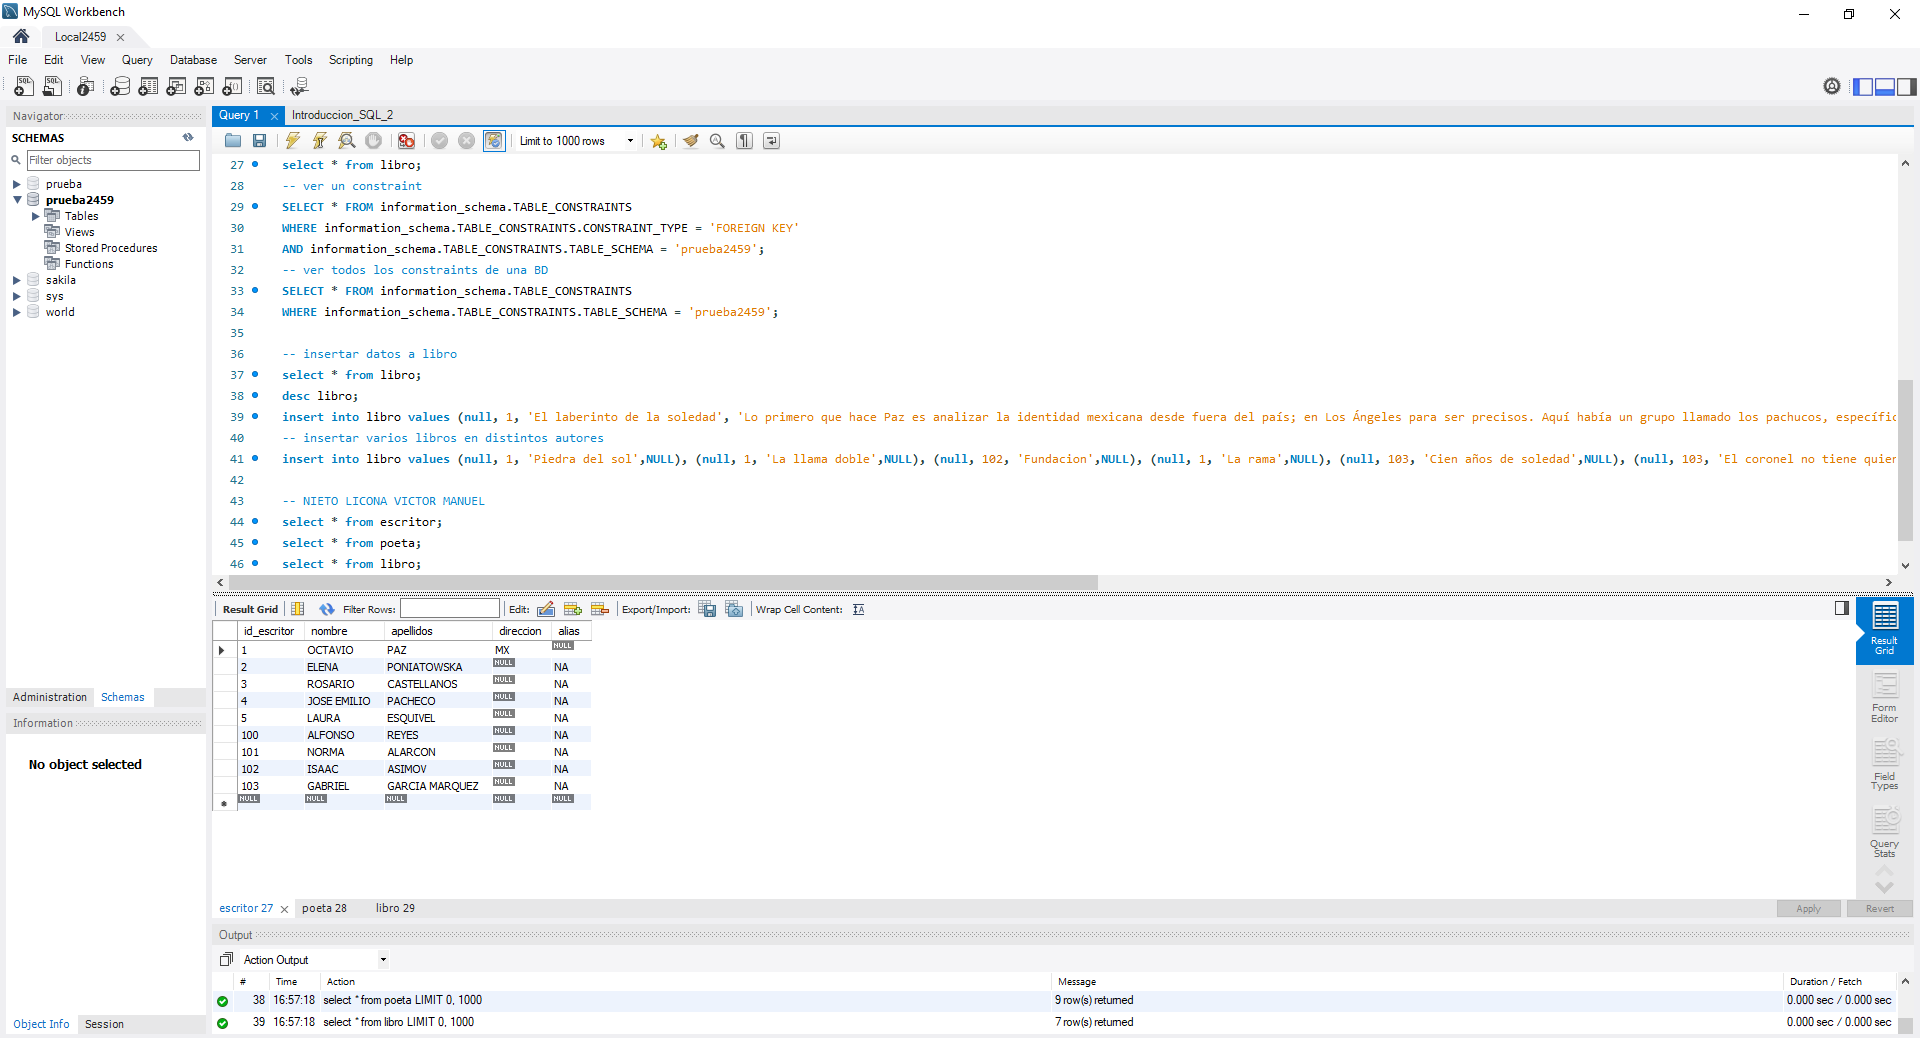 MySQL Workbench
Local2459
File Edit View Query Database Server Tools Scripting Help
Navigator
SCHEMAS
Filter objects
prueba
prueba2459
Tables
Views
Stored Procedures
Functions
sakila
sys
world
Administration Schemas
Information
No object selected
Object Info Session
Query 1 Introduccion_SQL_2
Limit to 1000 rows
27 select * from libro;
28 -- ver un constraint
29 SELECT * FROM information_schema.TABLE_CONSTRAINTS
30 WHERE information_schema.TABLE_CONSTRAINTS.CONSTRAINT_TYPE = 'FOREIGN KEY'
31 AND information_schema.TABLE_CONSTRAINTS.TABLE_SCHEMA = 'prueba2459';
32 -- ver todos los constraints de una BD
33 SELECT * FROM information_schema.TABLE_CONSTRAINTS
34 WHERE information_schema.TABLE_CONSTRAINTS.TABLE_SCHEMA = 'prueba2459';
35
36 -- insertar datos a libro
37 select * from libro;
38 desc libro;
39 insert into libro values (null, 1, 'El laberinto de la soledad', 'Lo primero que hace Paz es analizar la identidad mexicana desde fuera del país; en Los Ángeles para ser precisos. Aquí había un grupo llamado los pachucos, específic
40 -- insertar varios libros en distintos autores
41 insert into libro values (null, 1, 'Piedra del sol',NULL), (null, 1, 'La llama doble',NULL), (null, 102, 'Fundacion',NULL), (null, 1, 'La rama',NULL), (null, 103, 'Cien años de soledad',NULL), (null, 103, 'El coronel no tiene quien
42
43 -- NIETO LICONA VICTOR MANUEL
44 select * from escritor;
45 select * from poeta;
46 select * from libro;
Result Grid Filter Rows: Edit: Export/Import: Wrap Cell Content:
id_escritor nombre apellidos direccion alias
1 OCTAVIO PAZ MX NULL
2 ELENA PONIATOWSKA NULL NA
3 ROSARIO CASTELLANOS NULL NA
4 JOSE EMILIO PACHECO NULL NA
5 LAURA ESQUIVEL NULL NA
100 ALFONSO REYES NULL NA
101 NORMA ALARCON NULL NA
102 ISAAC ASIMOV NULL NA
103 GABRIEL GARCIA MARQUEZ NULL NA
NULL NULL NULL NULL NULL
Result Grid
Form Editor
Field Types
Query Stats
escritor 27 poeta 28 libro 29
Apply Revert
Output
Action Output
# Time Action Message Duration / Fetch
38 16:57:18 select * from poeta LIMIT 0, 1000 9 row(s) returned 0.000 sec / 0.000 sec
39 16:57:18 select * from libro LIMIT 0, 1000 7 row(s) returned 0.000 sec / 0.000 sec